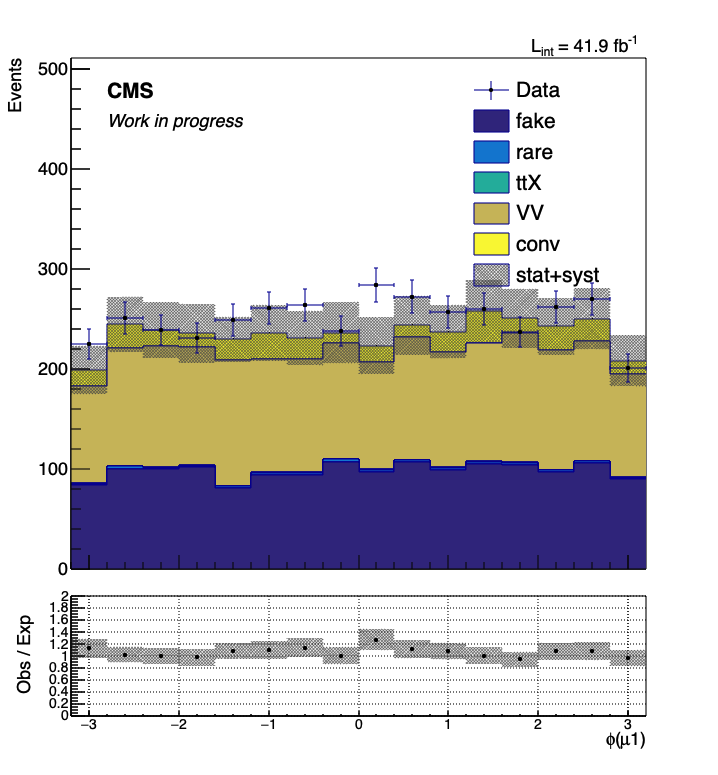 L_int = 41.9 fb^-1
Events
500
400
300
200
100
0
CMS
Work in progress
Data
fake
rare
ttX
VV
conv
stat+syst
Obs / Exp
2
1.8
1.6
1.4
1.2
1
0.8
0.6
0.4
0.2
0
−3
−2
−1
0
1
2
3
ϕ(μ1)